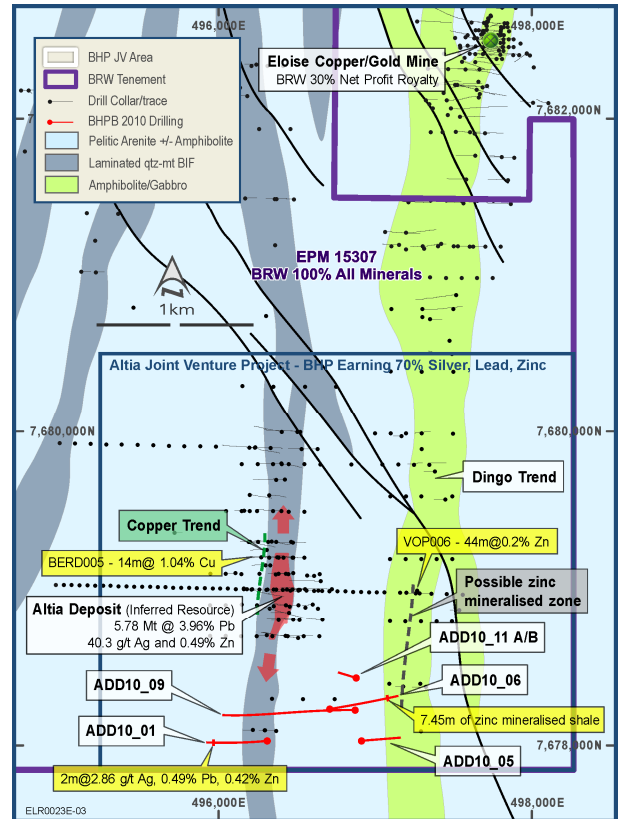 496,000E
498,000E
BHP JV Area
BRW Tenement
Drill Collar/trace
BHPB 2010 Drilling
Pelitic Arenite +/- Amphibolite
Laminated qtz-mt BIF
Amphibolite/Gabbro
Eloise Copper/Gold Mine
BRW 30% Net Profit Royalty
7,682,000N
EPM 15307
BRW 100% All Minerals
N
1km
Altia Joint Venture Project - BHP Earning 70% Silver, Lead, Zinc
7,680,000N
7,680,000N
Dingo Trend
Copper Trend
VOP006 - 44m@0.2% Zn
BERD005 - 14m@ 1.04% Cu
Possible zinc
mineralised zone
Altia Deposit (Inferred Resource)
5.78 Mt @ 3.96% Pb
40.3 g/t Ag and 0.49% Zn
ADD10_11 A/B
ADD10_09
ADD10_06
ADD10_01
7.45m of zinc mineralised shale
7,678,000N
ADD10_05
2m@2.86 g/t Ag, 0.49% Pb, 0.42% Zn
496,000E
498,000E
ELR0023E-03